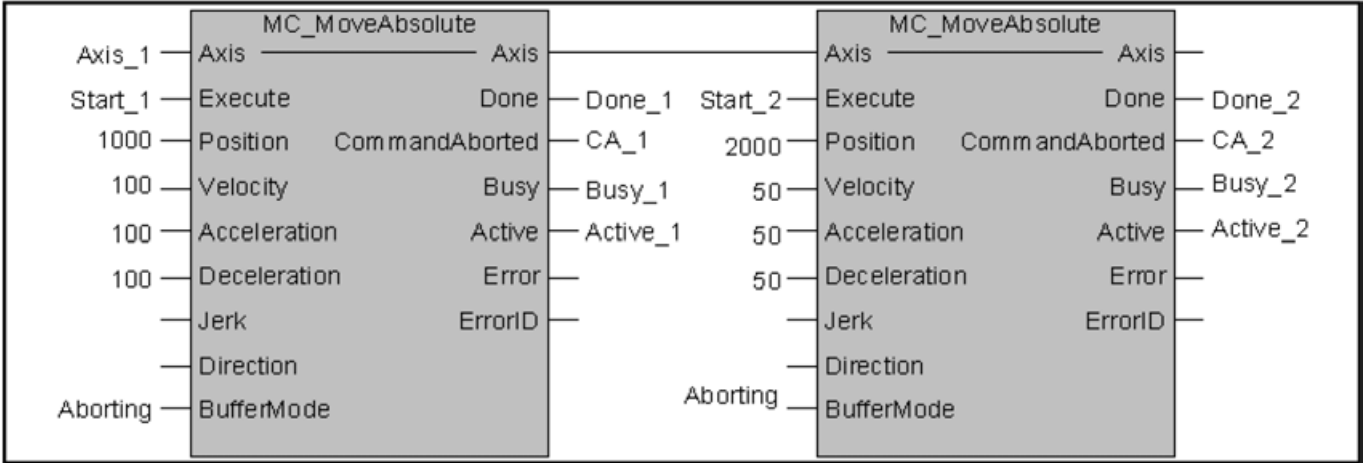 MC_MoveAbsolute MC_MoveAbsolute
Axis_1 Axis Axis Axis Axis
Start_1 Execute Done Done_1 Start_2 Execute Done Done_2
1000 Position CommandAborted CA_1 2000 Position CommandAborted CA_2
100 Velocity Busy Busy_1 50 Velocity Busy Busy_2
100 Acceleration Active Active_1 50 Acceleration Active Active_2
100 Deceleration Error 50 Deceleration Error
Jerk ErrorID Jerk ErrorID
Direction Direction
Aborting BufferMode Aborting BufferMode